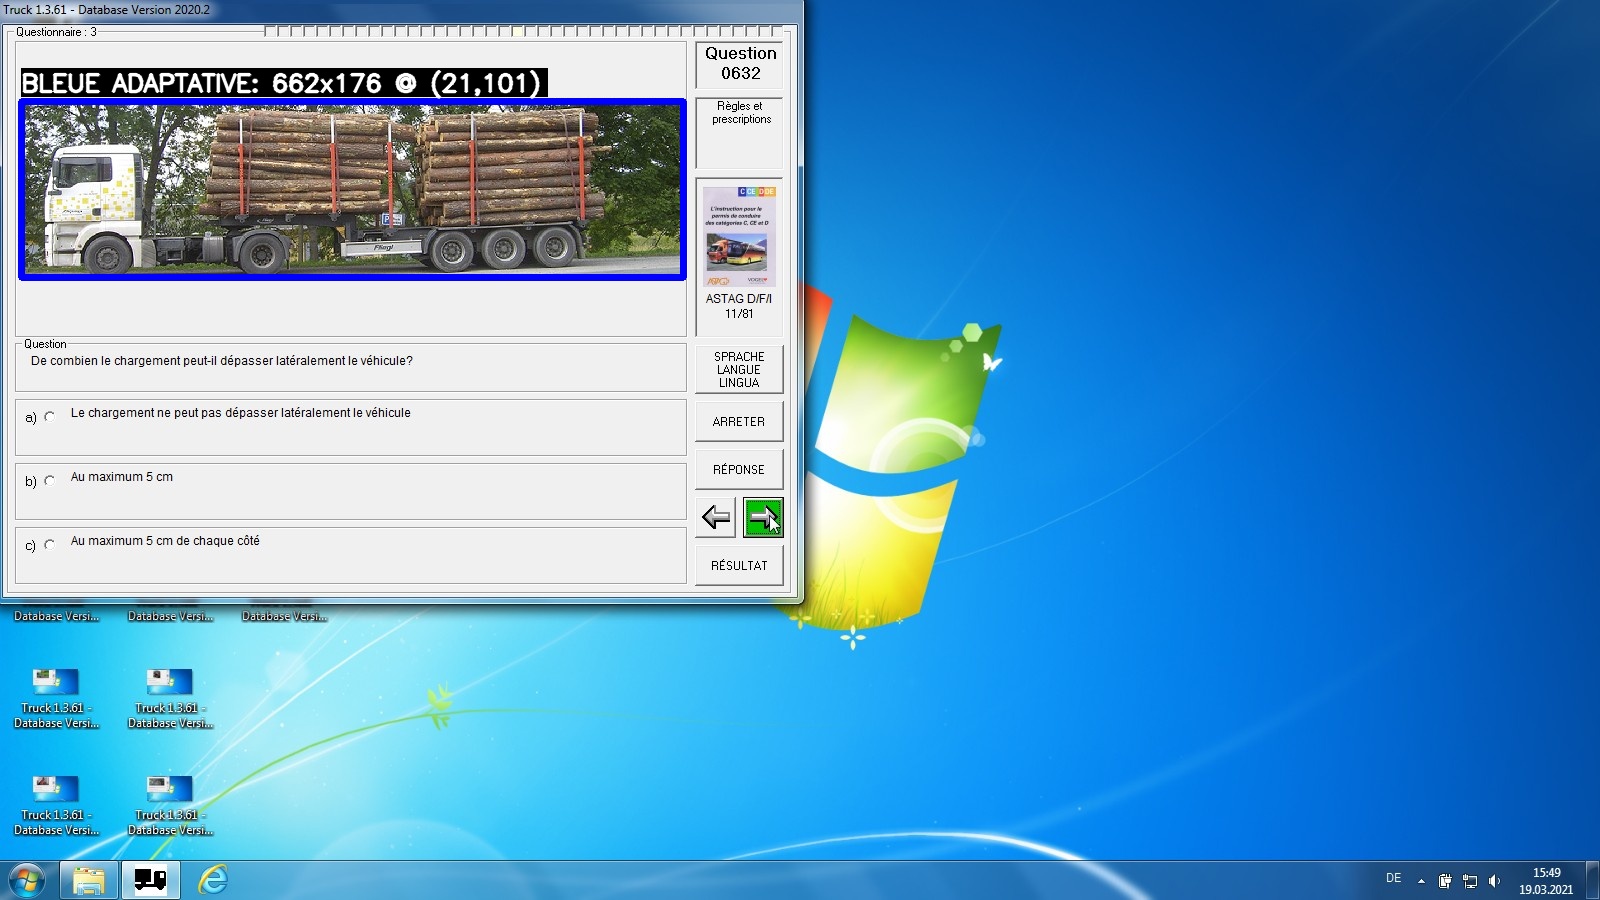 Truck 1.3.61 - Database Version 2020.2
Questionnaire : 3
BLEUE ADAPTATIVE: 662x176 @ (21,101)
Fliegl
P
Question
0632
Règles et
prescriptions
C CE D DE
L'instruction pour le
permis de conduire
des catégories C, CE et D
ASTAG D/F/I
11/81
Question
De combien le chargement peut-il dépasser latéralement le véhicule?
a) Le chargement ne peut pas dépasser latéralement le véhicule
b) Au maximum 5 cm
c) Au maximum 5 cm de chaque côté
SPRACHE
LANGUE
LINGUA
ARRETER
RÉPONSE
RÉSULTAT
Database Versi...
Database Versi...
Database Versi...
Truck 1.3.61 -
Database Versi...
Truck 1.3.61 -
Database Versi...
Truck 1.3.61 -
Database Versi...
Truck 1.3.61 -
Database Versi...
DE
15:49
19.03.2021